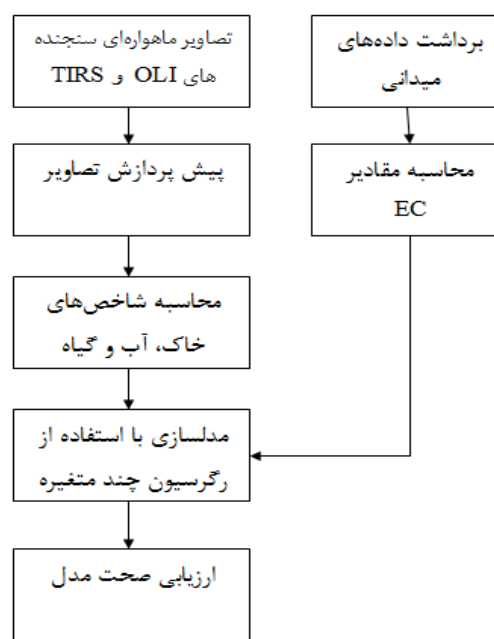 تصاویر ماهواره‌ای سنجنده
های OLI و TIRS
پیش پردازش تصاویر
محاسبه شاخص‌های
خاک، آب و گیاه
مدلسازی با استفاده از
رگرسیون چند متغیره
ارزیابی صحت مدل
برداشت داده‌های
میدانی
محاسبه مقادیر
EC